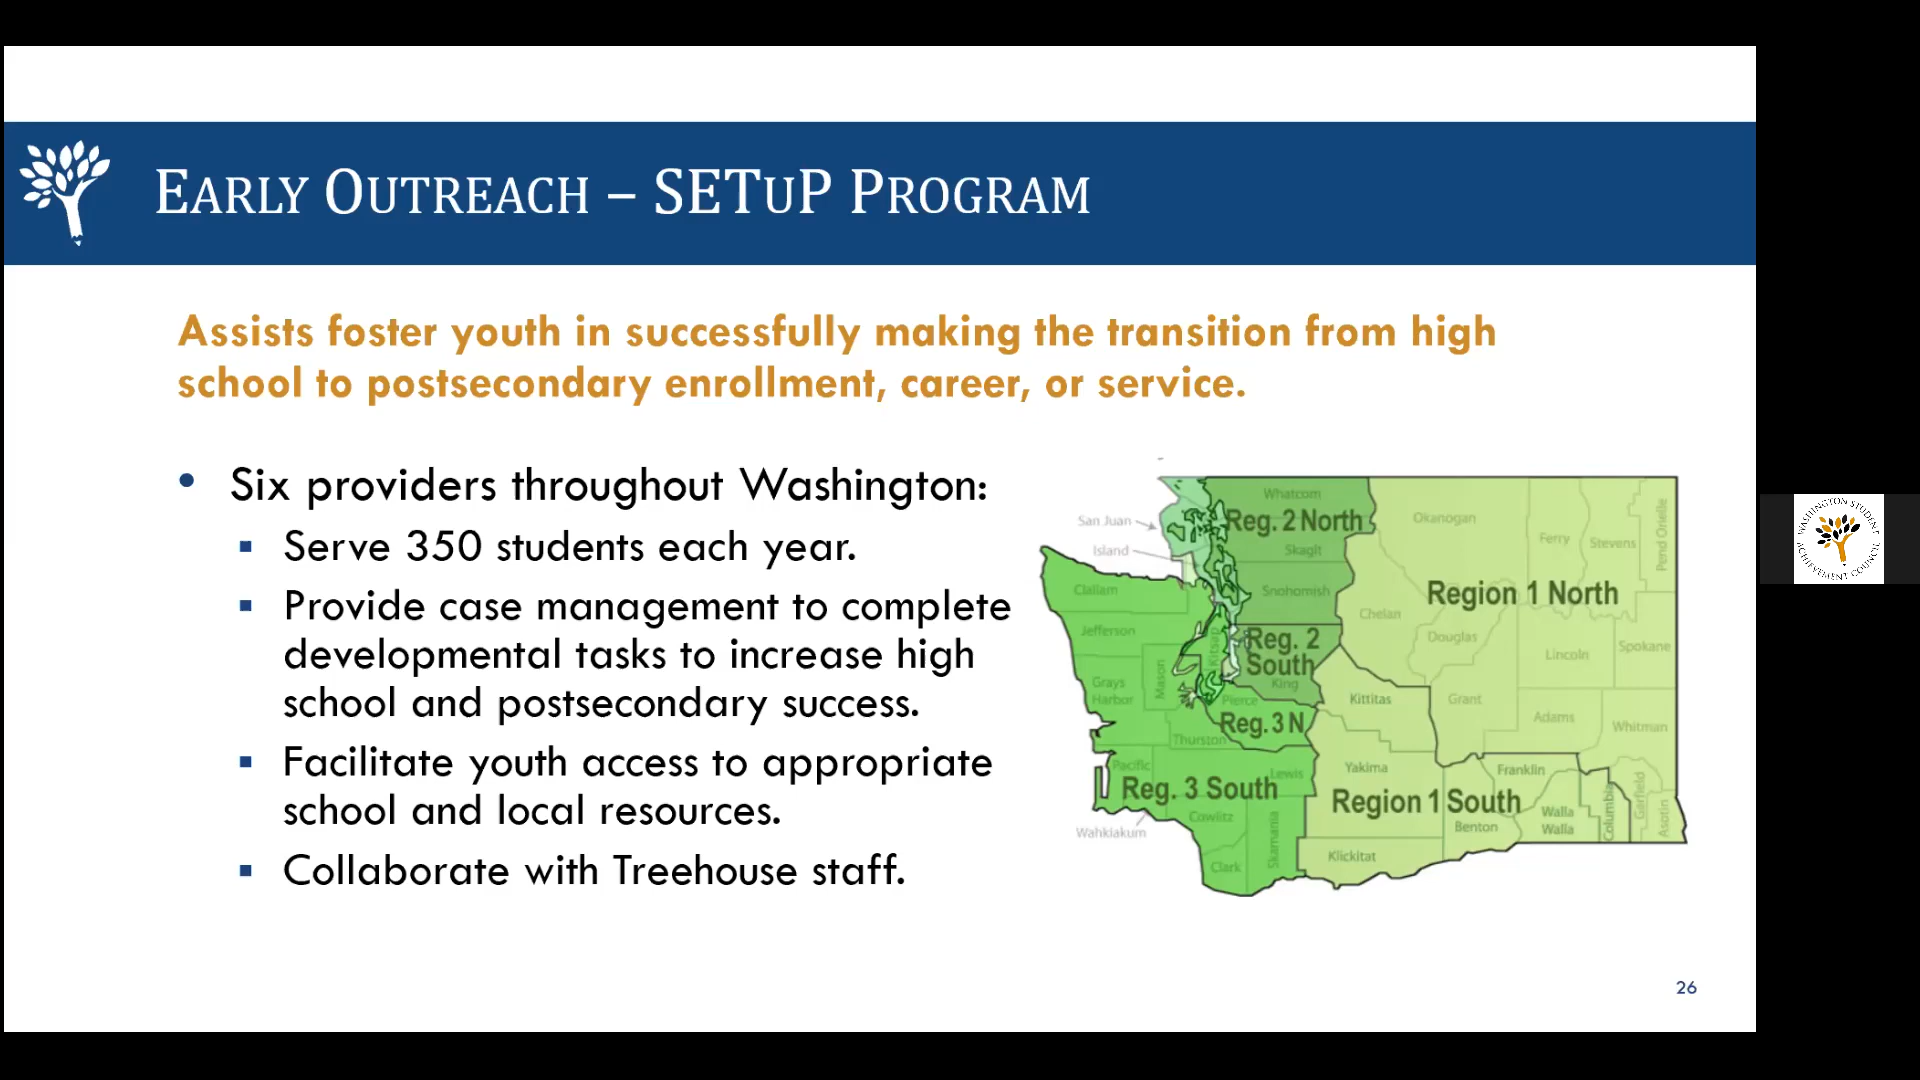 EARLY OUTREACH – SETUP PROGRAM
Assists foster youth in successfully making the transition from high
school to postsecondary enrollment, career, or service.
• Six providers throughout Washington:
▪ Serve 350 students each year.
▪ Provide case management to complete
developmental tasks to increase high
school and postsecondary success.
▪ Facilitate youth access to appropriate
school and local resources.
▪ Collaborate with Treehouse staff.
Whatcom
San Juan
Reg. 2 North
Okanogan
Pend Orielle
Ferry
Stevens
Island
Skagit
Clallam
Snohomish
Region 1 North
Chelan
Jefferson
Kitsap
Reg. 2
South
Douglas
Spokane
Lincoln
Mason
Grays
Harbor
King
Pierce
Kittitas
Grant
Adams
Whitman
Reg. 3 N
Thurston
Pacific
Lewis
Yakima
Franklin
Reg. 3 South
Region 1 South
Columbia
Garfield
Asotin
Walla
Walla
Wahkiakum
Cowlitz
Skamania
Benton
Clark
Klickitat
26
WASHINGTON STUDENT
ACHIEVEMENT COUNCIL